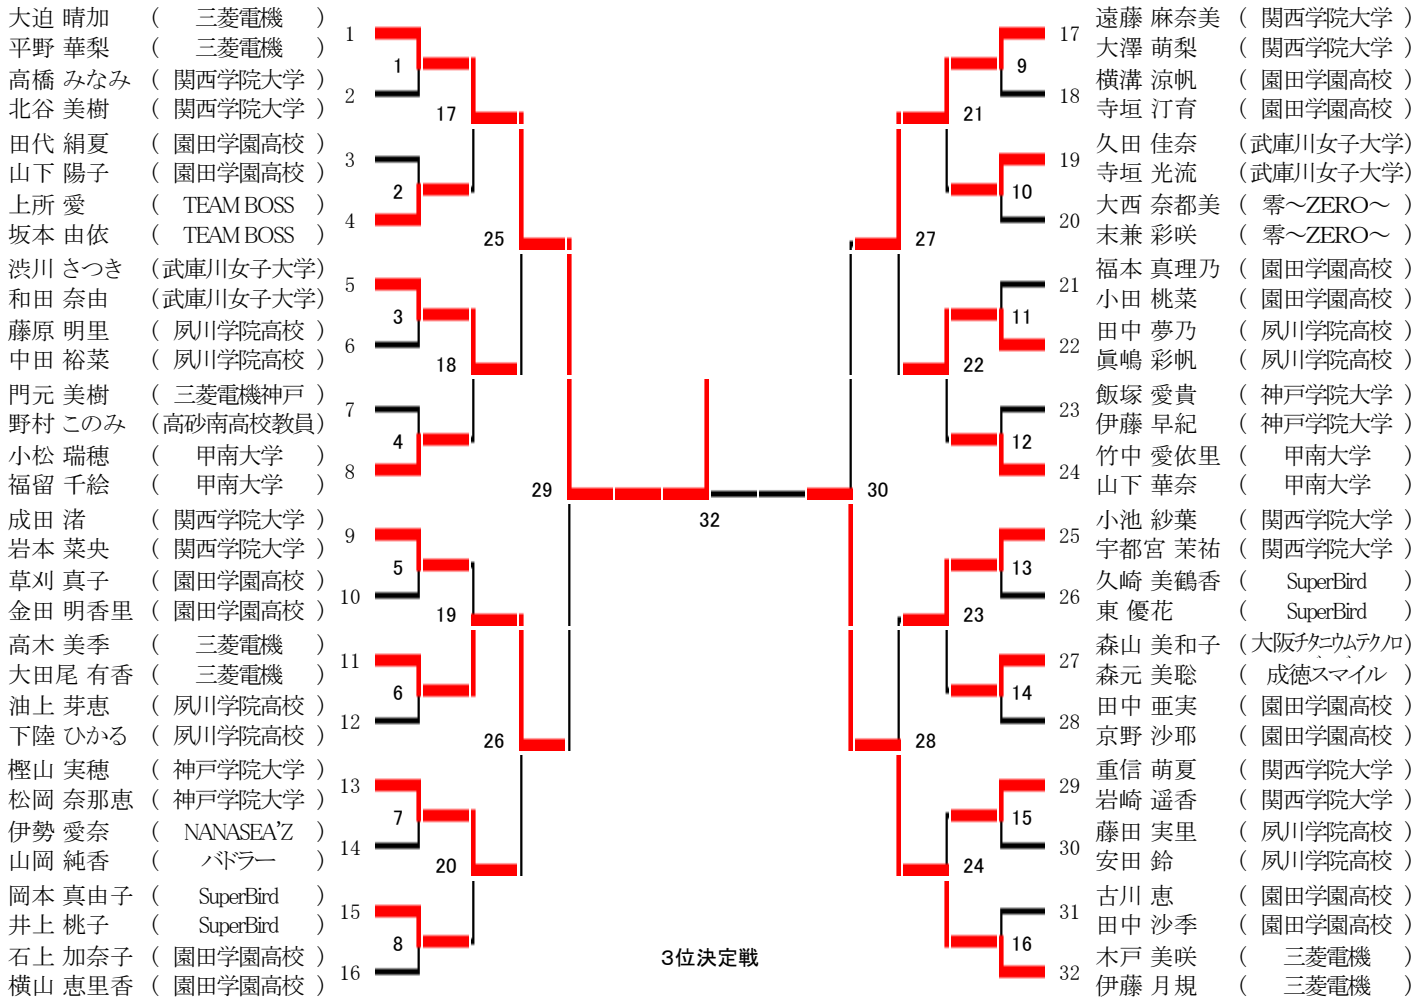 大迫 晴加 ( 三菱電機 )
平野 華梨 ( 三菱電機 )
1
高橋 みなみ ( 関西学院大学 )
北谷 美樹 ( 関西学院大学 )
2
田代 絹夏 ( 園田学園高校 )
山下 陽子 ( 園田学園高校 )
3
上所 愛 ( TEAM BOSS )
坂本 由依 ( TEAM BOSS )
4
渋川 さつき (武庫川女子大学)
和田 奈由 (武庫川女子大学)
5
藤原 明里 ( 夙川学院高校 )
中田 裕菜 ( 夙川学院高校 )
6
門元 美樹 ( 三菱電機神戸 )
野村 このみ (高砂南高校教員)
7
小松 瑞穂 ( 甲南大学 )
福留 千絵 ( 甲南大学 )
8
成田 渚 ( 関西学院大学 )
岩本 菜央 ( 関西学院大学 )
9
草刈 真子 ( 園田学園高校 )
金田 明香里 ( 園田学園高校 )
10
高木 美季 ( 三菱電機 )
大田尾 有香 ( 三菱電機 )
11
油上 芽恵 ( 夙川学院高校 )
下陸 ひかる ( 夙川学院高校 )
12
樫山 実穂 ( 神戸学院大学 )
松岡 奈那恵 ( 神戸学院大学 )
13
伊勢 愛奈 ( NANASEA'Z )
山岡 純香 ( バドラー )
14
岡本 真由子 ( SuperBird )
井上 桃子 ( SuperBird )
15
石上 加奈子 ( 園田学園高校 )
横山 恵里香 ( 園田学園高校 )
16
1
2
3
4
5
6
7
8
17
18
19
20
25
26
29
32
30
27
28
21
22
23
24
9
10
11
12
13
14
15
16
3位決定戦
17
遠藤 麻奈美 ( 関西学院大学 )
大澤 萌梨 ( 関西学院大学 )
18
横溝 涼帆 ( 園田学園高校 )
寺垣 汀育 ( 園田学園高校 )
19
久田 佳奈 (武庫川女子大学)
寺垣 光流 (武庫川女子大学)
20
大西 奈都美 ( 零~ZERO~ )
末兼 彩咲 ( 零~ZERO~ )
21
福本 真理乃 ( 園田学園高校 )
小田 桃菜 ( 園田学園高校 )
22
田中 夢乃 ( 夙川学院高校 )
眞嶋 彩帆 ( 夙川学院高校 )
23
飯塚 愛貴 ( 神戸学院大学 )
伊藤 早紀 ( 神戸学院大学 )
24
竹中 愛依里 ( 甲南大学 )
山下 華奈 ( 甲南大学 )
25
小池 紗葉 ( 関西学院大学 )
宇都宮 茉祐 ( 関西学院大学 )
26
久崎 美鶴香 ( SuperBird )
東 優花 ( SuperBird )
27
森山 美和子 (大阪チタニウムテクノロ)
森元 美聡 ( 成徳スマイル )
28
田中 亜実 ( 園田学園高校 )
京野 沙耶 ( 園田学園高校 )
29
重信 萌夏 ( 関西学院大学 )
岩崎 遥香 ( 関西学院大学 )
30
藤田 実里 ( 夙川学院高校 )
安田 鈴 ( 夙川学院高校 )
31
古川 恵 ( 園田学園高校 )
田中 沙季 ( 園田学園高校 )
32
木戸 美咲 ( 三菱電機 )
伊藤 月規 ( 三菱電機 )